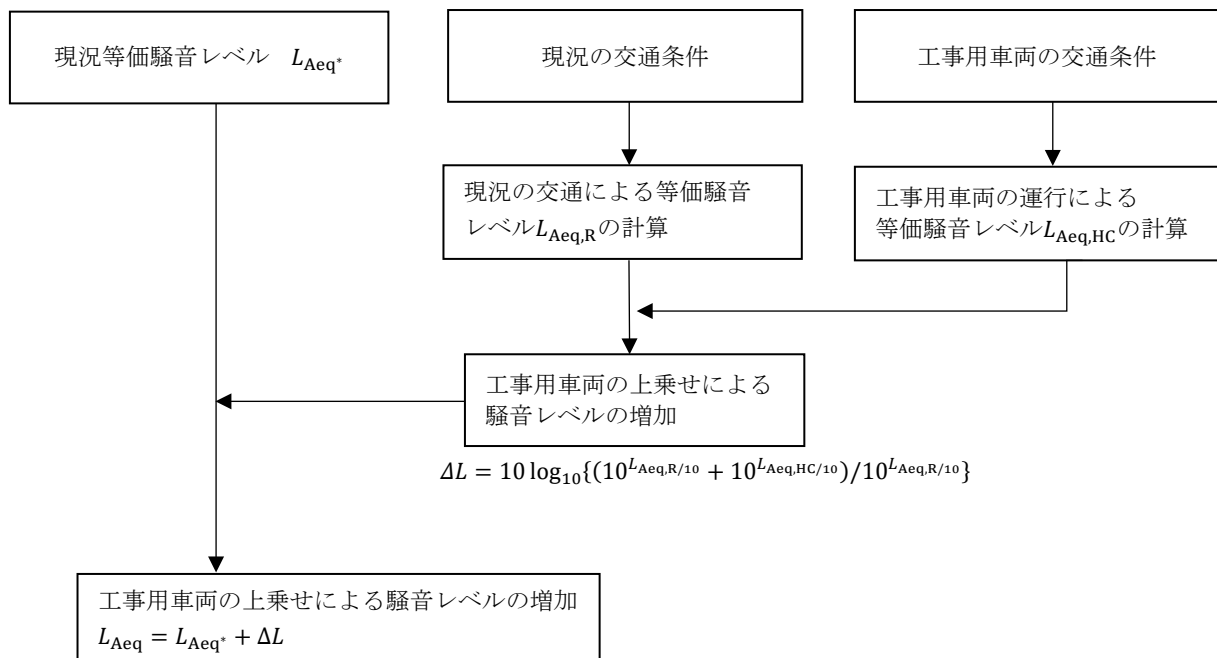 現況等価騒音レベル L_Aeq*
現況の交通条件
工事用車両の交通条件
現況の交通による等価騒音
レベルL_Aeq,Rの計算
工事用車両の運行による
等価騒音レベルL_Aeq,HCの計算
工事用車両の上乗せによる
騒音レベルの増加
ΔL = 10 log₁₀{(10^{L_Aeq,R/10} + 10^{L_Aeq,HC/10})/10^{L_Aeq,R/10}}
工事用車両の上乗せによる騒音レベルの増加
L_Aeq = L_Aeq* + ΔL